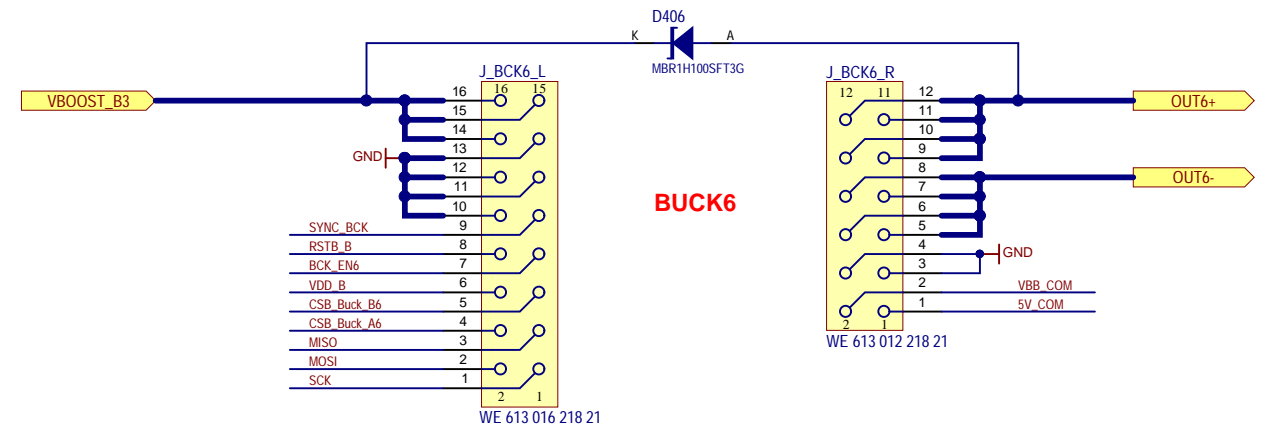 D406
K A
MBR1H100SFT3G
J_BCK6_L
J_BCK6_R
VBOOST_B3
16 15
16
15
14
13
12
11
10
9
8
7
6
5
4
3
2
1
2 1
GND
SYNC_BCK
RSTB_B
BCK_EN6
VDD_B
CSB_Buck_B6
CSB_Buck_A6
MISO
MOSI
SCK
WE 613 016 218 21
BUCK6
12 11
12
11
10
9
8
7
6
5
4
3
2
1
2 1
OUT6+
OUT6-
GND
VBB_COM
5V_COM
WE 613 012 218 21